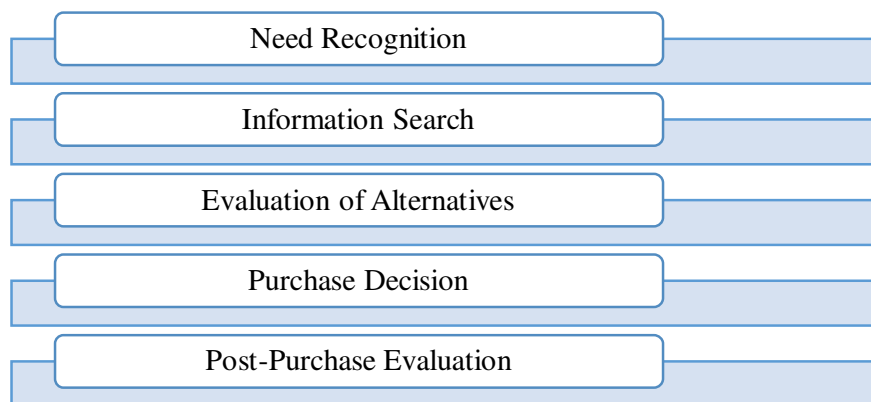 Need Recognition
Information Search
Evaluation of Alternatives
Purchase Decision
Post-Purchase Evaluation